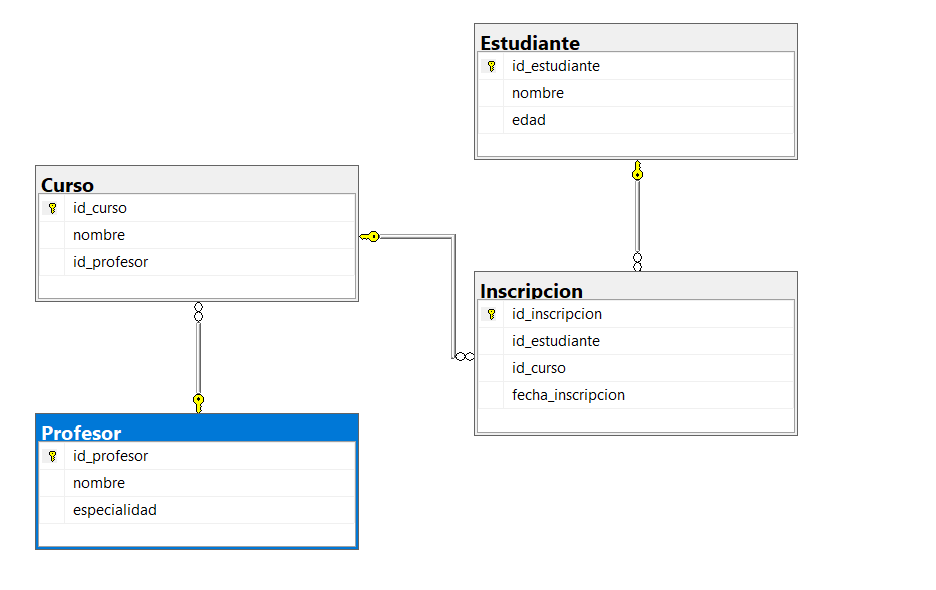 Estudiante
id_estudiante
nombre
edad
Curso
id_curso
nombre
id_profesor
Inscripcion
id_inscripcion
id_estudiante
id_curso
fecha_inscripcion
Profesor
id_profesor
nombre
especialidad